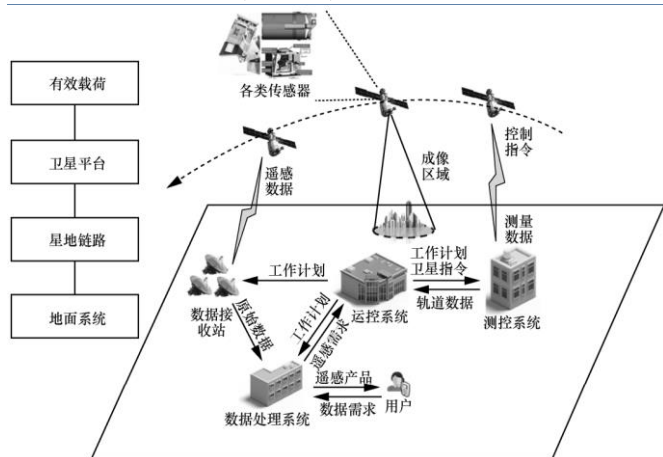 有效载荷
卫星平台
星地链路
地面系统
各类传感器
遥感
数据
成像
区域
控制
指令
测量
数据
工作计划
工作计划
卫星指令
轨道数据
数据接
收站
运控系统
测控系统
原始数据
工作计划
遥感需求
遥感产品
数据需求
数据处理系统
用户